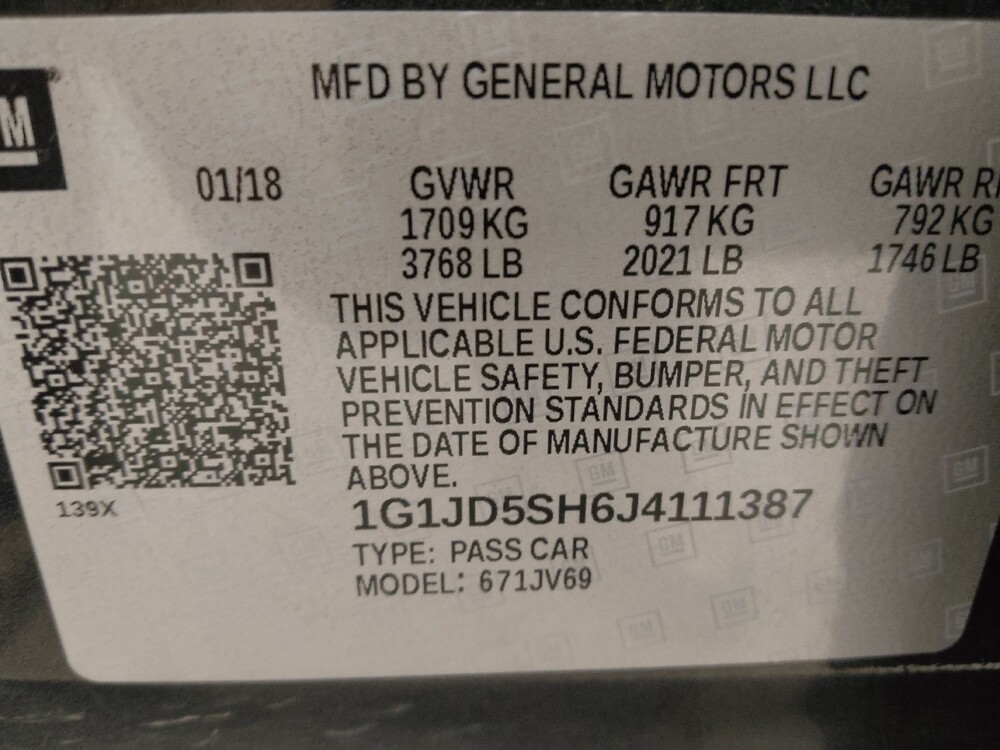 MFD BY GENERAL MOTORS LLC
01/18 GVWR GAWR FRT GAWR
1709 KG 917 KG 792 KG
3768 LB 2021 LB 1746 LB
THIS VEHICLE CONFORMS TO ALL
APPLICABLE U.S. FEDERAL MOTOR
VEHICLE SAFETY, BUMPER, AND THEFT
PREVENTION STANDARDS IN EFFECT ON
THE DATE OF MANUFACTURE SHOWN
ABOVE.
139X
1G1JD5SH6J4111387
TYPE: PASS CAR
MODEL: 671JV69